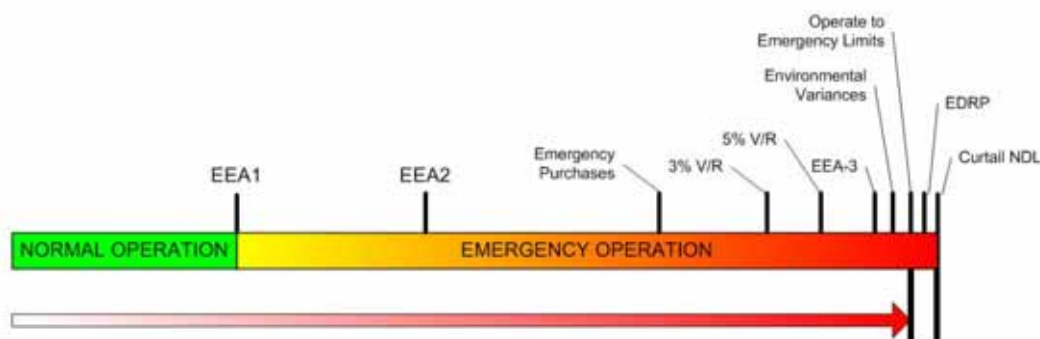 Operate to
Emergency Limits
Environmental
Variances
EDRP
5% V/R
Emergency
Purchases
3% V/R
EEA-3
Curtail NDL
EEA1
EEA2
NORMAL OPERATION
EMERGENCY OPERATION